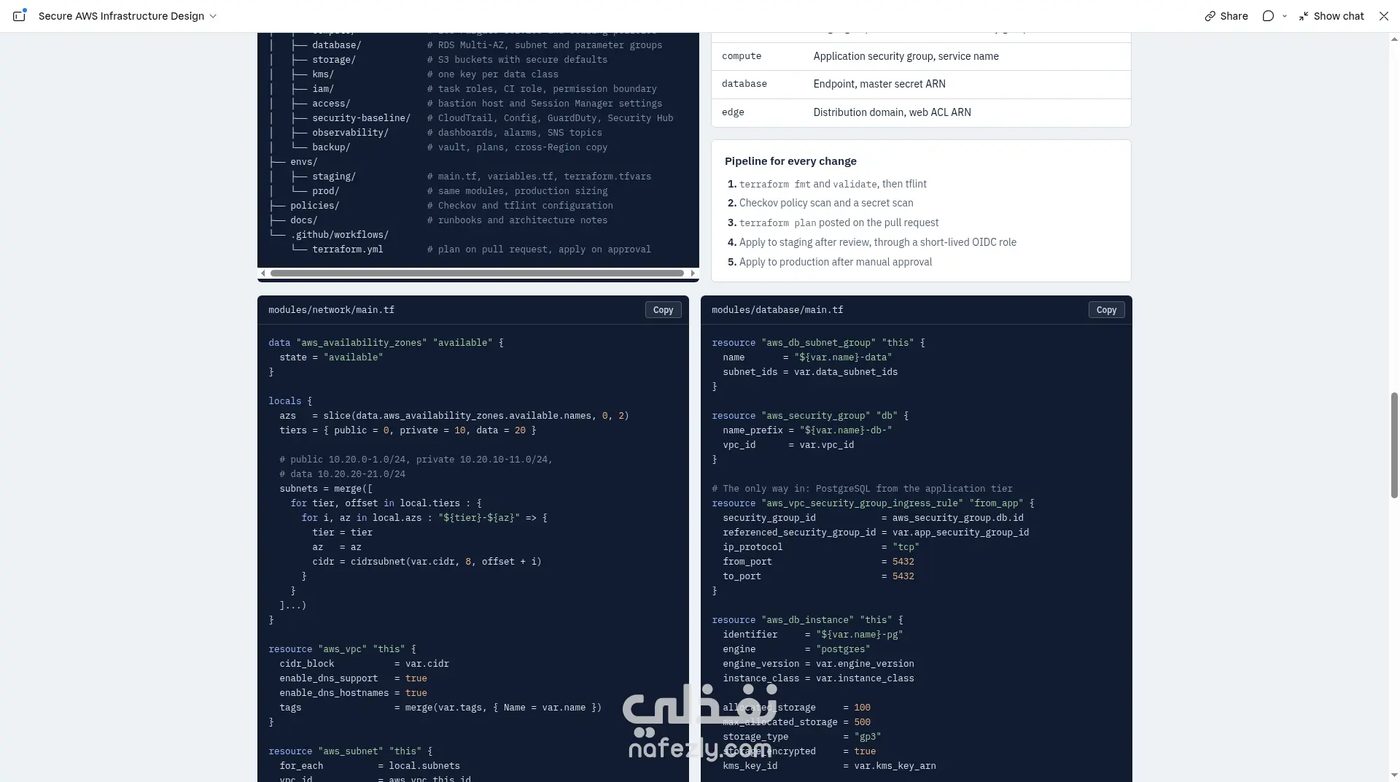 Secure AWS Infrastructure Design
Share
Show chat
│   ├── database/            # RDS Multi-AZ, subnet and parameter groups
│   ├── storage/             # S3 buckets with secure defaults
│   ├── kms/                 # one key per data class
│   ├── iam/                 # task roles, CI role, permission boundary
│   ├── access/              # bastion host and Session Manager settings
│   ├── security-baseline/   # CloudTrail, Config, GuardDuty, Security Hub
│   ├── observability/       # dashboards, alarms, SNS topics
│   └── backup/              # vault, plans, cross-Region copy
├── envs/
│   ├── staging/             # main.tf, variables.tf, terraform.tfvars
│   └── prod/                # same modules, production sizing
├── policies/                # Checkov and tflint configuration
├── docs/                    # runbooks and architecture notes
└── .github/workflows/
    └── terraform.yml        # plan on pull request, apply on approval
compute Application security group, service name
database Endpoint, master secret ARN
edge Distribution domain, web ACL ARN
Pipeline for every change
1. terraform fmt and validate, then tflint
2. Checkov policy scan and a secret scan
3. terraform plan posted on the pull request
4. Apply to staging after review, through a short-lived OIDC role
5. Apply to production after manual approval
modules/network/main.tf
Copy
data "aws_availability_zones" "available" {
  state = "available"
}
locals {
  azs   = slice(data.aws_availability_zones.available.names, 0, 2)
  tiers = { public = 0, private = 10, data = 20 }
  # public 10.20.0-1.0/24, private 10.20.10-11.0/24,
  # data 10.20.20-21.0/24
  subnets = merge([
    for tier, offset in local.tiers : {
      for i, az in local.azs : "${tier}-${az}" => {
        tier = tier
        az   = az
        cidr = cidrsubnet(var.cidr, 8, offset + i)
      }
    }
  ]...)
}
resource "aws_vpc" "this" {
  cidr_block           = var.cidr
  enable_dns_support   = true
  enable_dns_hostnames = true
  tags                 = merge(var.tags, { Name = var.name })
}
resource "aws_subnet" "this" {
  for_each          = local.subnets
  vpc_id            = aws_vpc.this.id
modules/database/main.tf
Copy
resource "aws_db_subnet_group" "this" {
  name       = "${var.name}-data"
  subnet_ids = var.data_subnet_ids
}
resource "aws_security_group" "db" {
  name_prefix = "${var.name}-db-"
  vpc_id      = var.vpc_id
}
# The only way in: PostgreSQL from the application tier
resource "aws_vpc_security_group_ingress_rule" "from_app" {
  security_group_id            = aws_security_group.db.id
  referenced_security_group_id = var.app_security_group_id
  ip_protocol                  = "tcp"
  from_port                    = 5432
  to_port                      = 5432
}
resource "aws_db_instance" "this" {
  identifier     = "${var.name}-pg"
  engine         = "postgres"
  engine_version = var.engine_version
  instance_class = var.instance_class
  allocated_storage     = 100
  max_allocated_storage = 500
  storage_type          = "gp3"
  storage_encrypted     = true
  kms_key_id            = var.kms_key_arn
نفذلي
nafezly.com